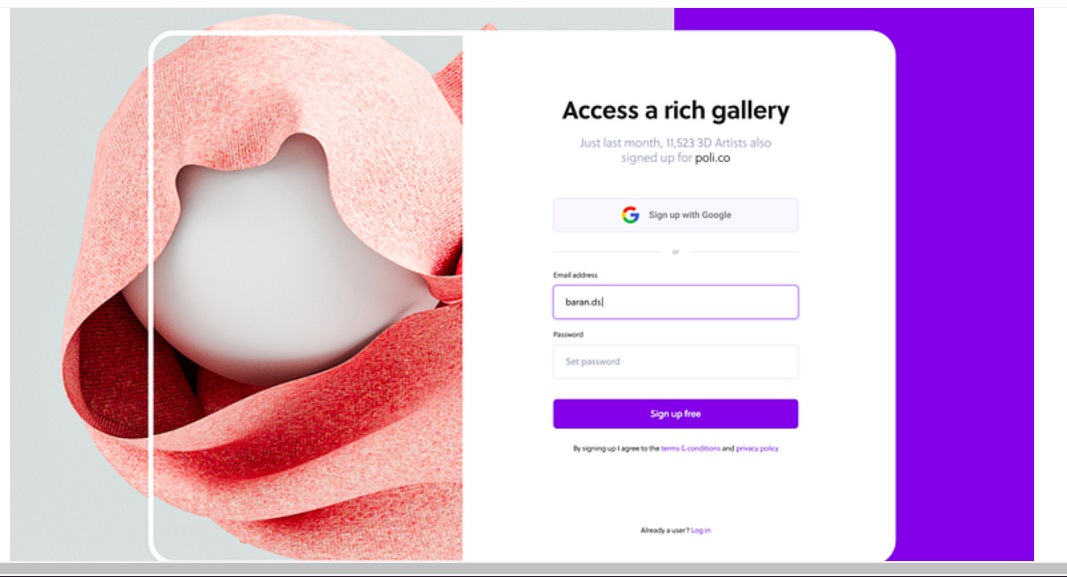 Access a rich gallery
Just last month, 11,523 3D Artists also
signed up for poli.co
Sign up with Google
or
Email address
baran.ds
Password
Set password
Sign up free
By signing up I agree to the terms & conditions and privacy policy
Already a user? Log in